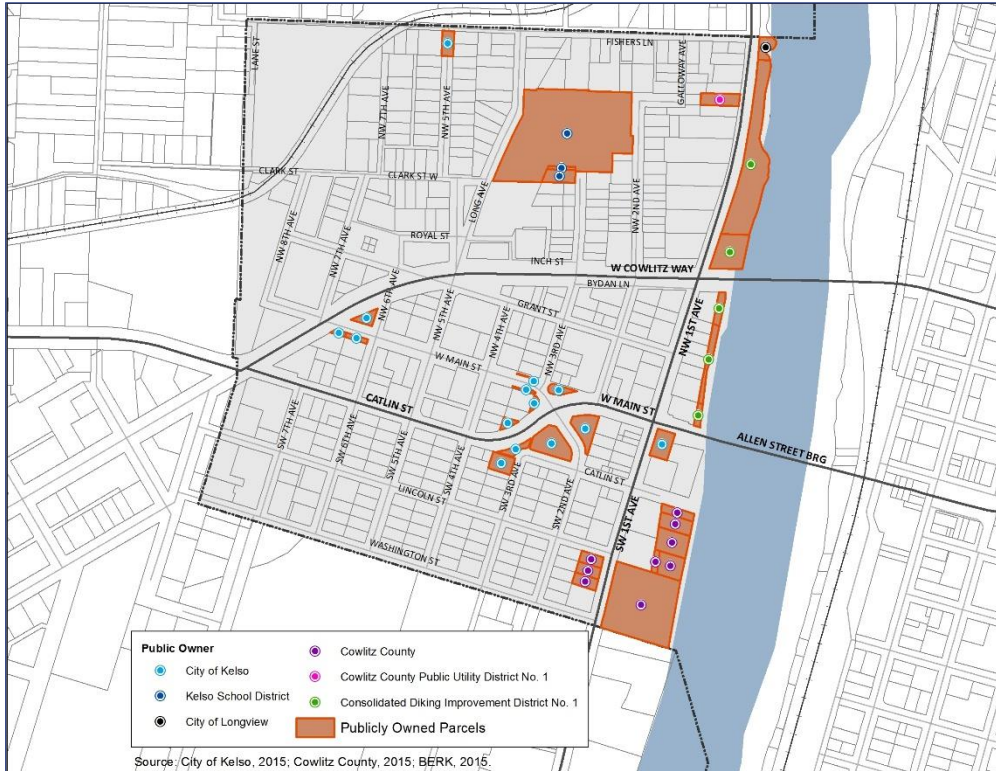 FISHERS LN
LANE ST
GALLOWAY AVE
NW 7TH AVE
NW 5TH AVE
CLARK ST
CLARK ST W
LONG AVE
NW 2ND AVE
NW 8TH AVE
NW 7TH AVE
ROYAL ST
INCH ST
W COWLITZ WAY
BYDAN LN
NW 6TH AVE
NW 5TH AVE
GRANT ST
NW 4TH AVE
NW 3RD AVE
NW 1ST AVE
W MAIN ST
CATLIN ST
W MAIN ST
ALLEN STREET BRG
SW 7TH AVE
SW 6TH AVE
SW 5TH AVE
SW 4TH AVE
SW 3RD AVE
CATLIN ST
LINCOLN ST
SW 2ND AVE
SW 1ST AVE
WASHINGTON ST
Public Owner
City of Kelso
Kelso School District
City of Longview
Cowlitz County
Cowlitz County Public Utility District No. 1
Consolidated Diking Improvement District No. 1
Publicly Owned Parcels
Source: City of Kelso, 2015; Cowlitz County, 2015; BERK, 2015.